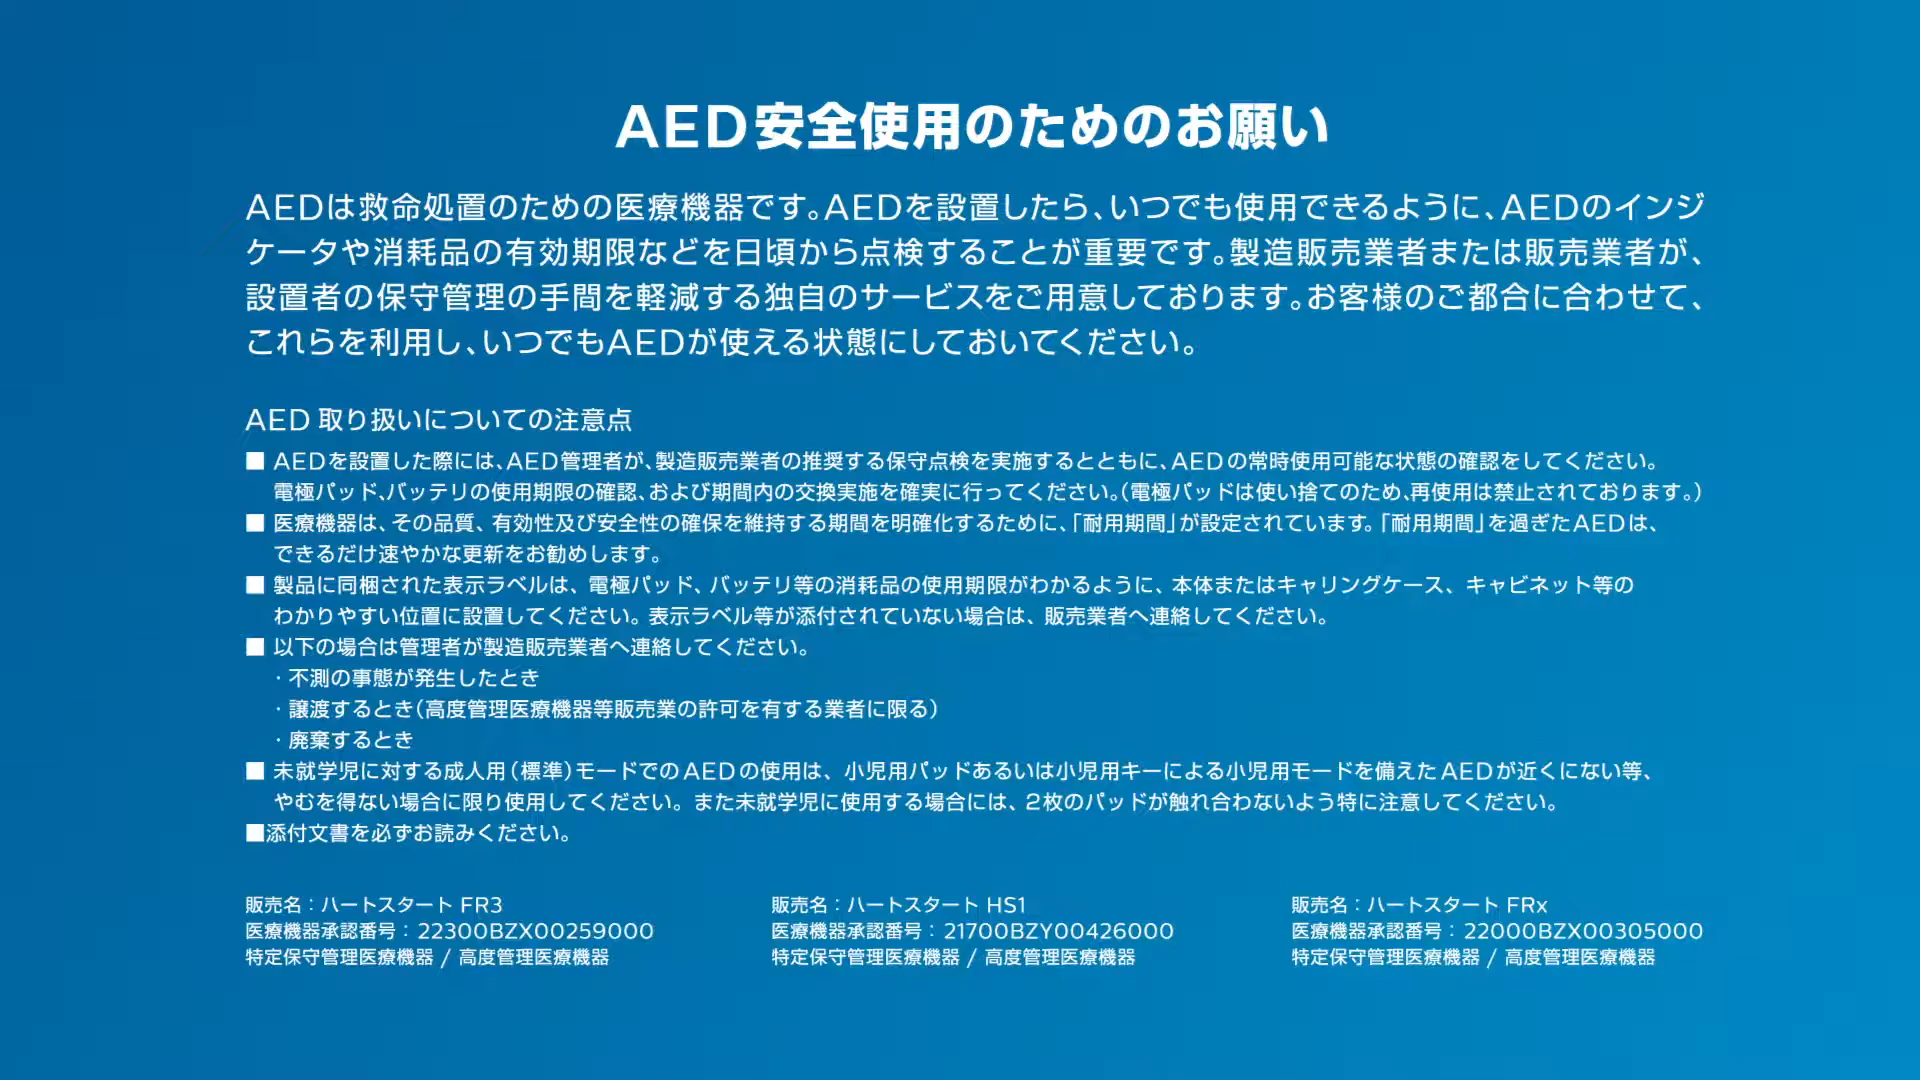 AED安全使用のためのお願い
AEDは救命処置のための医療機器です。AEDを設置したら、いつでも使用できるように、AEDのインジ
ケータや消耗品の有効期限などを日頃から点検することが重要です。製造販売業者または販売業者が、
設置者の保守管理の手間を軽減する独自のサービスをご用意しております。お客様のご都合に合わせて、
これらを利用し、いつでもAEDが使える状態にしておいてください。
AED 取り扱いについての注意点
■ AEDを設置した際には、AED管理者が、製造販売業者の推奨する保守点検を実施するとともに、AEDの常時使用可能な状態の確認をしてください。
電極パッド、バッテリの使用期限の確認、および期間内の交換実施を確実に行ってください。（電極パッドは使い捨てのため、再使用は禁止されております。）
■ 医療機器は、その品質、有効性及び安全性の確保を維持する期間を明確化するために、「耐用期間」が設定されています。「耐用期間」を過ぎたAEDは、
できるだけ速やかな更新をお勧めします。
■ 製品に同梱された表示ラベルは、電極パッド、バッテリ等の消耗品の使用期限がわかるように、本体またはキャリングケース、キャビネット等の
わかりやすい位置に設置してください。表示ラベル等が添付されていない場合は、販売業者へ連絡してください。
■ 以下の場合は管理者が製造販売業者へ連絡してください。
・不測の事態が発生したとき
・譲渡するとき（高度管理医療機器等販売業の許可を有する業者に限る）
・廃棄するとき
■ 未就学児に対する成人用（標準）モードでのAEDの使用は、小児用パッドあるいは小児用キーによる小児用モードを備えたAEDが近くにない等、
やむを得ない場合に限り使用してください。また未就学児に使用する場合には、2枚のパッドが触れ合わないよう特に注意してください。
■添付文書を必ずお読みください。
販売名：ハートスタート FR3
医療機器承認番号：22300BZX00259000
特定保守管理医療機器 / 高度管理医療機器
販売名：ハートスタート HS1
医療機器承認番号：21700BZY00426000
特定保守管理医療機器 / 高度管理医療機器
販売名：ハートスタート FRx
医療機器承認番号：22000BZX00305000
特定保守管理医療機器 / 高度管理医療機器